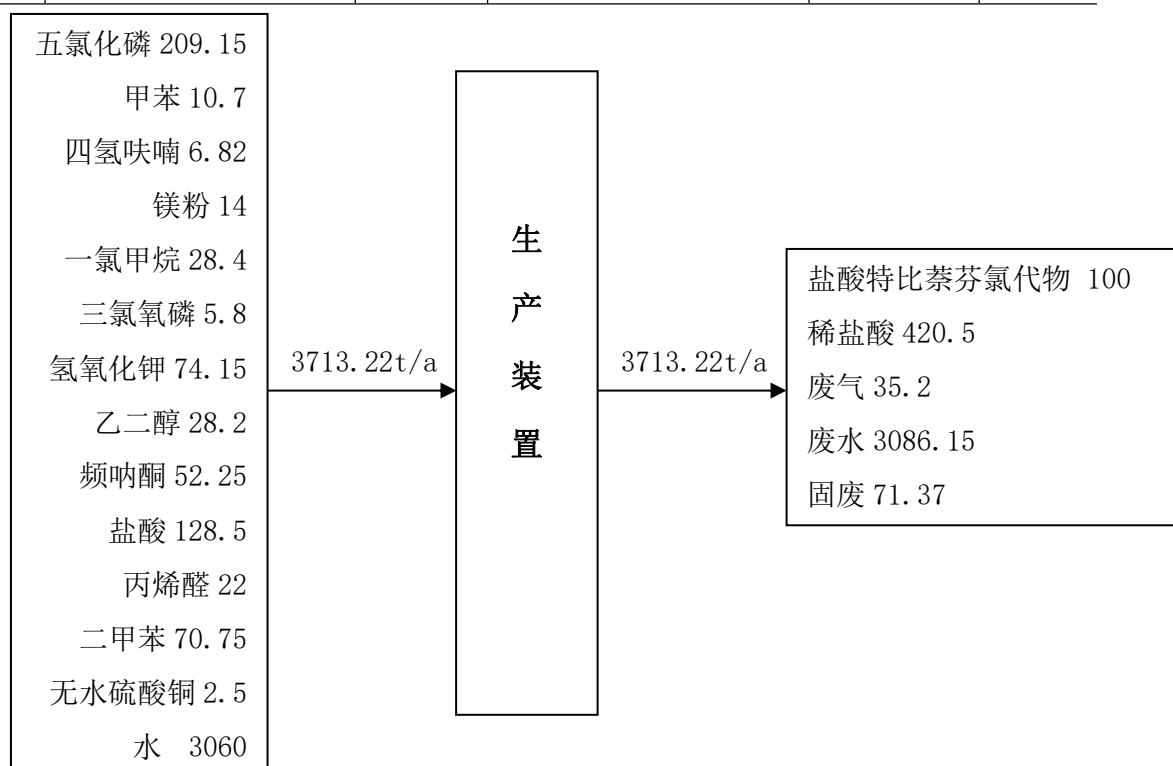 五氯化磷 209.15
甲苯 10.7
四氢呋喃 6.82
镁粉 14
一氯甲烷 28.4
三氯氧磷 5.8
氢氧化钾 74.15
乙二醇 28.2
频呐酮 52.25
盐酸 128.5
丙烯醛 22
二甲苯 70.75
无水硫酸铜 2.5
水 3060
3713.22t/a
生
产
装
置
3713.22t/a
盐酸特比萘芬氯代物 100
稀盐酸 420.5
废气 35.2
废水 3086.15
固废 71.37